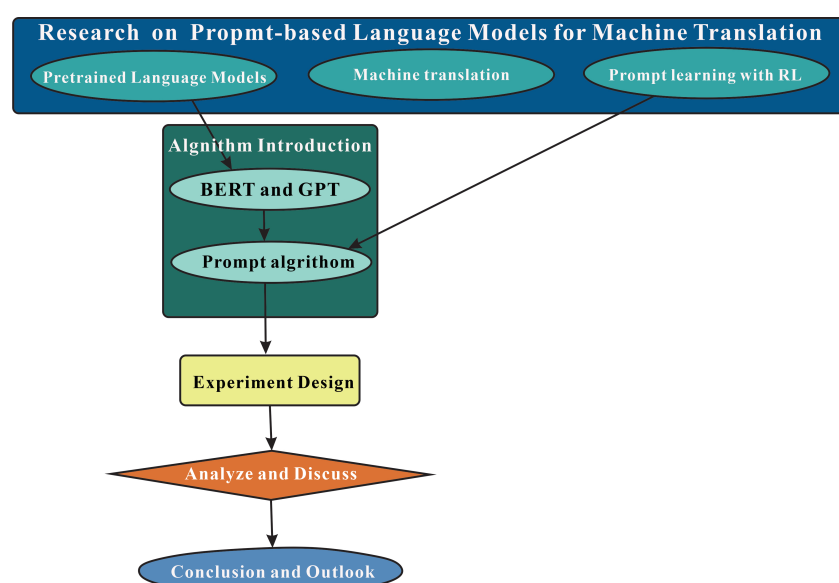 Research on Propmt-based Language Models for Machine Translation
Pretrained Language Models
Machine translation
Prompt learning with RL
Algnithm Introduction
BERT and GPT
Prompt algrithom
Experiment Design
Analyze and Discuss
Conclusion and Outlook